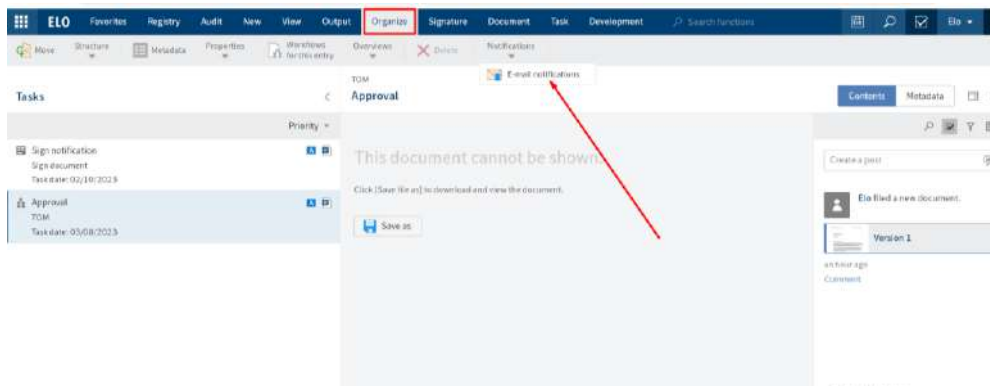 ELO Favorites Registry Audit New View Output Organize Signature Document Task Development Search functions Elo
Move Structure Metadata Properties Workflows for this entry Overviews Delete Notifications
E-mail notifications
Tasks
TOM
Approval
Contents Metadata
Priority
Sign notification
Sign document
Task date: 02/10/2023
Approval
TOM
Task date: 03/08/2023
This document cannot be shown.
Click [Save file as] to download and view the document.
Save as
Create a post
Elo filed a new document.
Version 1
an hour ago
Comment